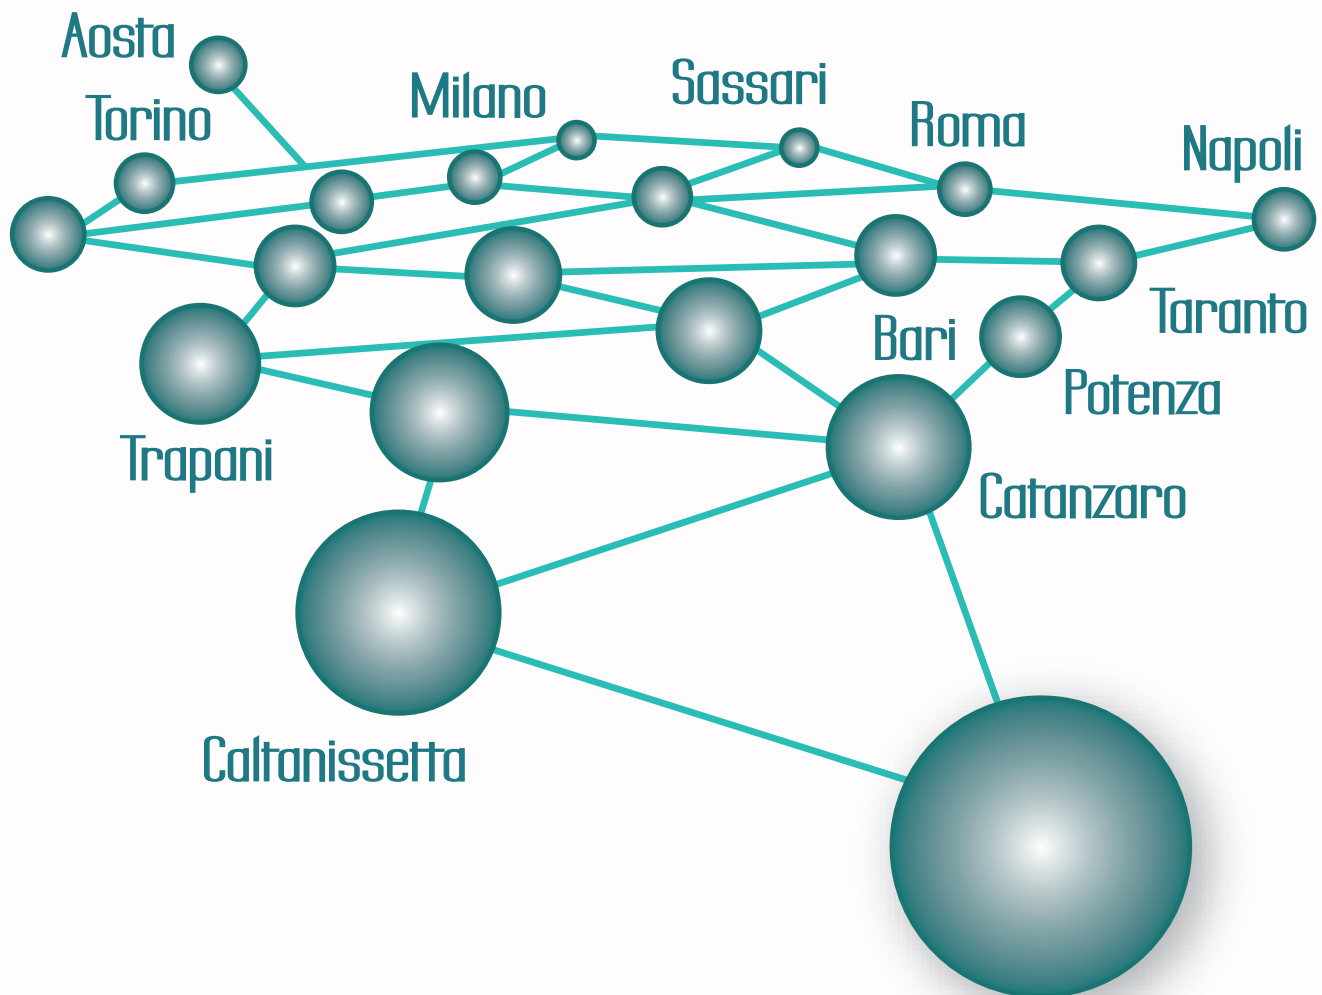 Aosta
Torino
Milano
Sassari
Roma
Napoli
Taranto
Bari
Potenza
Trapani
Catanzaro
Caltanissetta